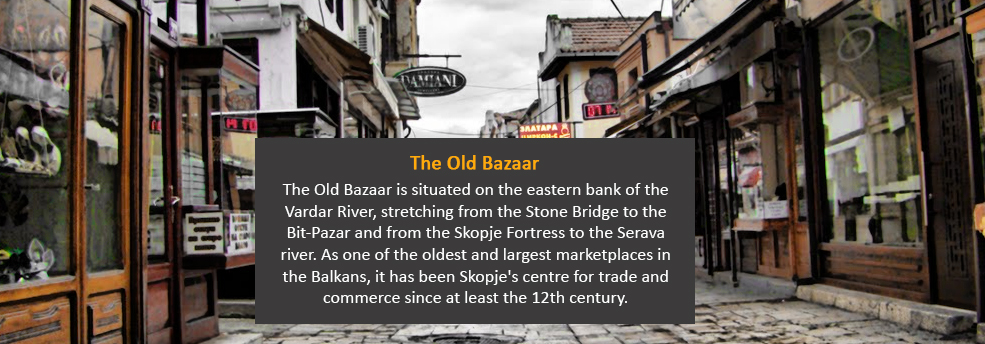 DAMIANI
ЗЛАТАРА
The Old Bazaar
The Old Bazaar is situated on the eastern bank of the
Vardar River, stretching from the Stone Bridge to the
Bit-Pazar and from the Skopje Fortress to the Serava
river. As one of the oldest and largest marketplaces in
the Balkans, it has been Skopje's centre for trade and
commerce since at least the 12th century.